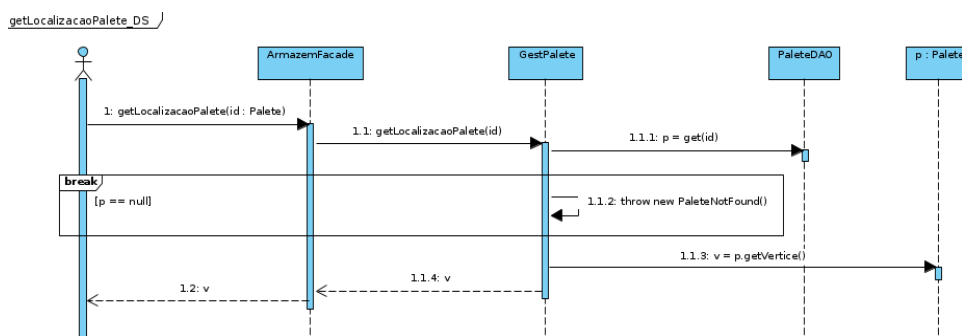 getLocalizacaoPalete_DS
ArmazemFacade
GestPalete
PaleteDAO
p : Palete
1: getLocalizacaoPalete(id : Palete)
1.1: getLocalizacaoPalete(id)
1.1.1: p = get(id)
break
[p == null]
1.1.2: throw new PaleteNotFound()
1.1.3: v = p.getVertice()
1.1.4: v
1.2: v